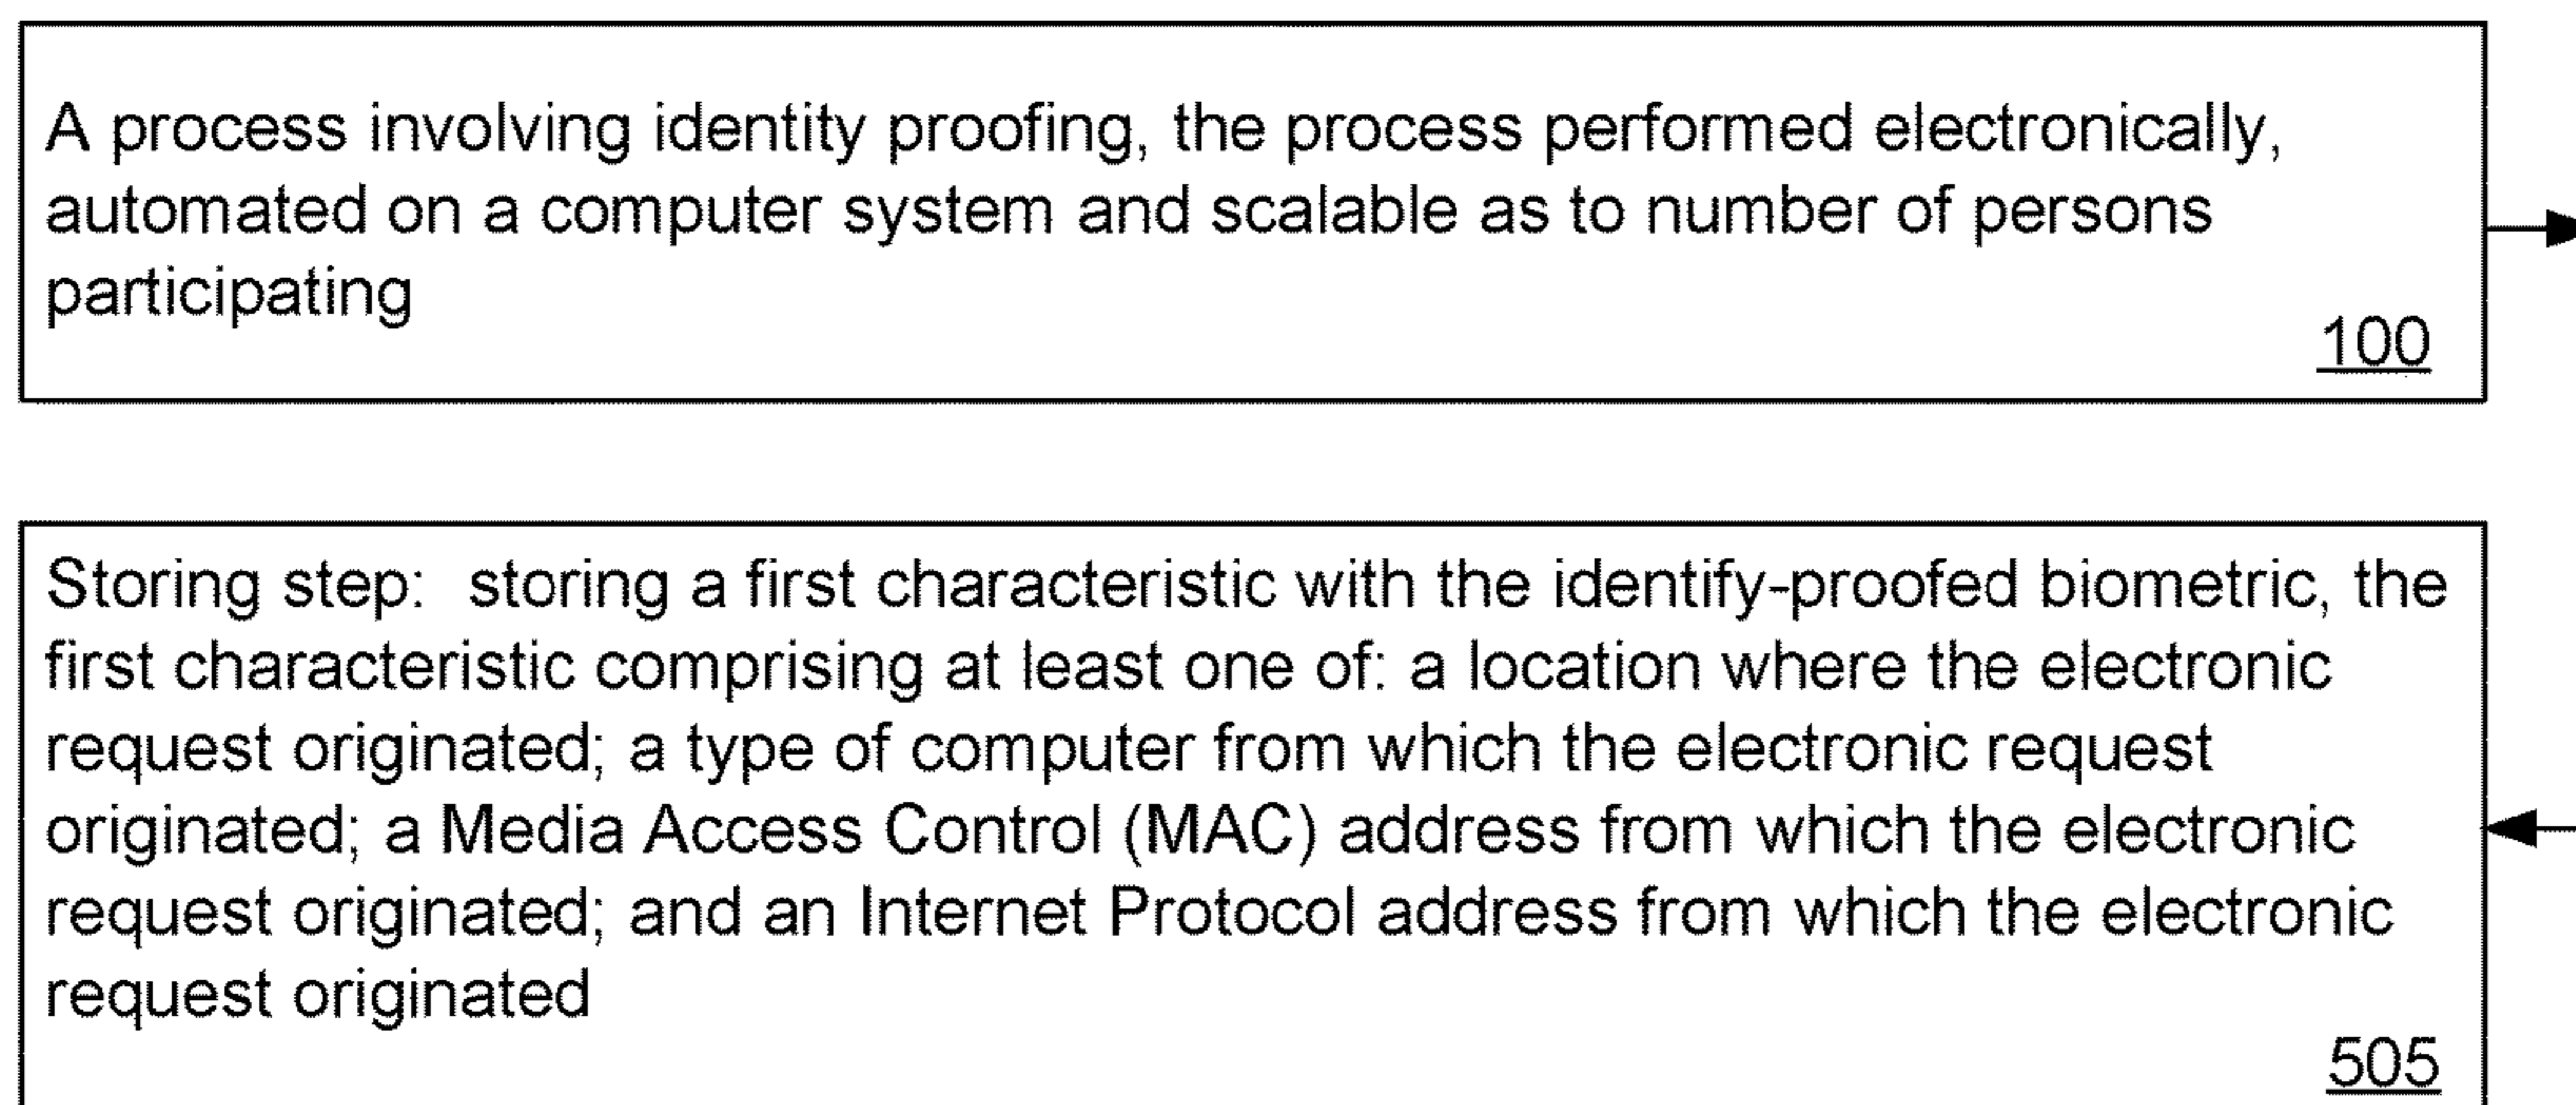 A process involving identity proofing, the process performed electronically,
automated on a computer system and scalable as to number of persons
participating
100
Storing step:  storing a first characteristic with the identify-proofed biometric, the
first characteristic comprising at least one of: a location where the electronic
request originated; a type of computer from which the electronic request
originated; a Media Access Control (MAC) address from which the electronic
request originated; and an Internet Protocol address from which the electronic
request originated
505